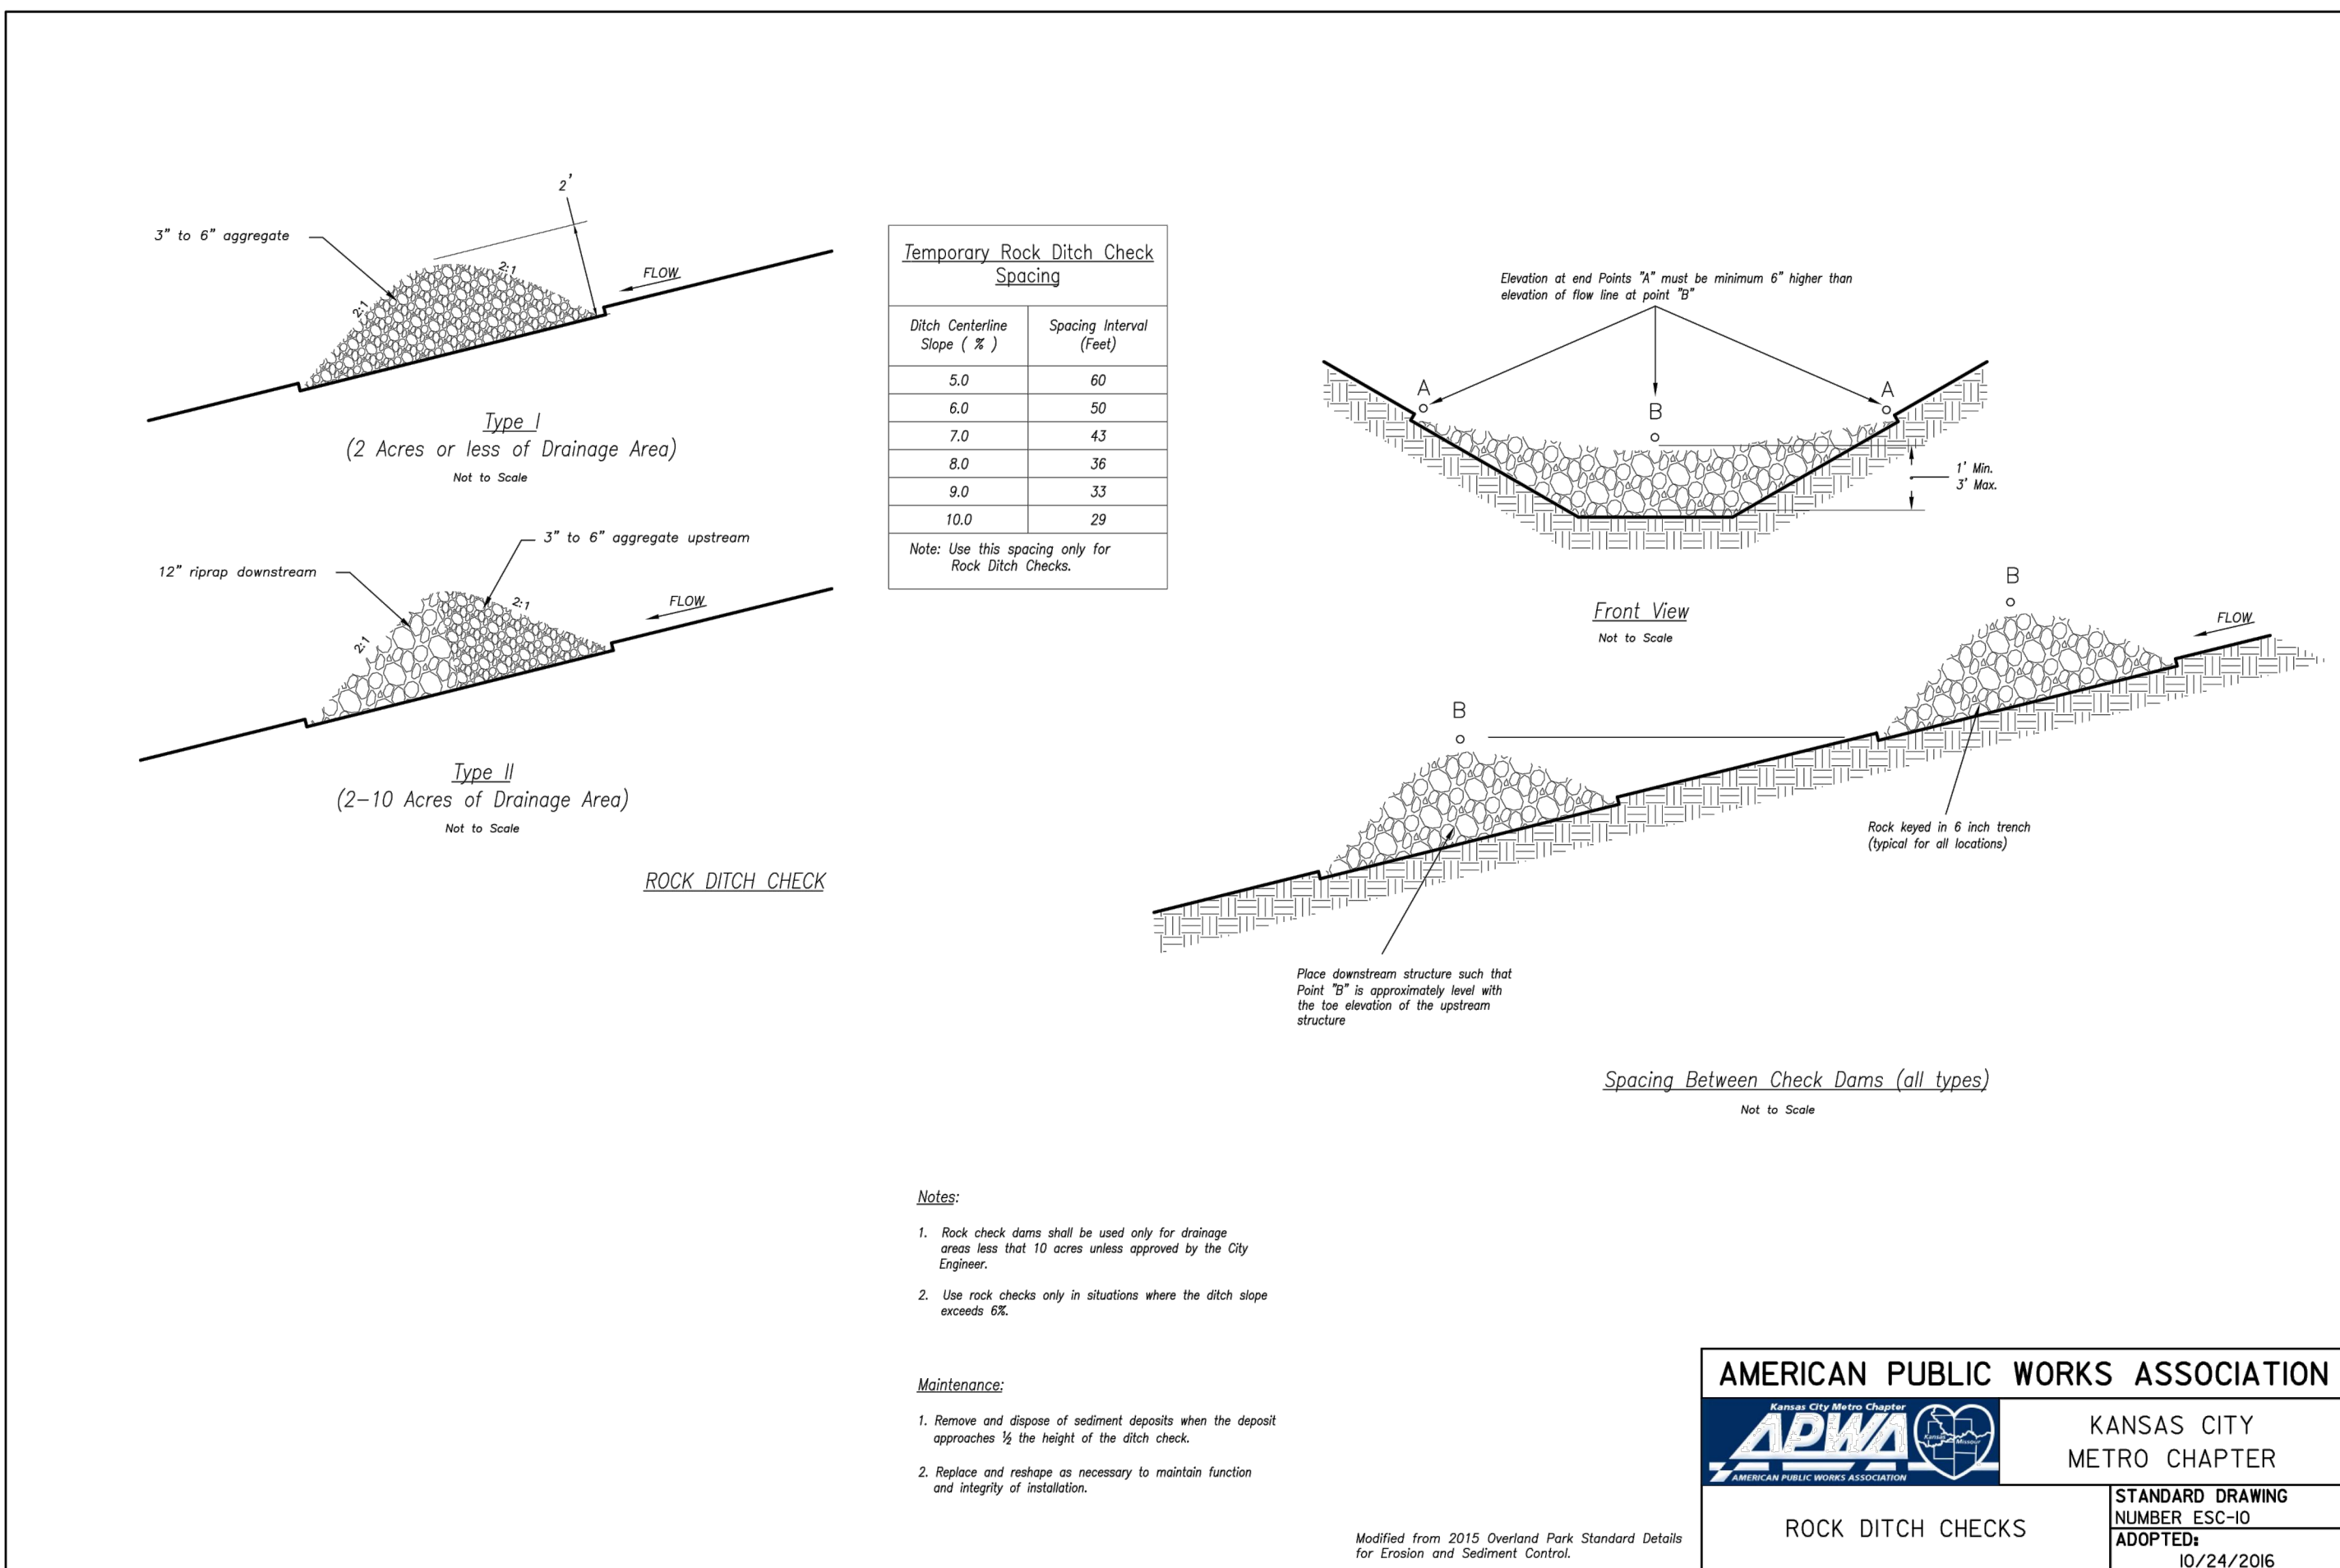 2'
3" to 6" aggregate
2:1
2:1
FLOW
Type I
(2 Acres or less of Drainage Area)
Not to Scale
3" to 6" aggregate upstream
12" riprap downstream
2:1
2:1
FLOW
Type II
(2-10 Acres of Drainage Area)
Not to Scale
ROCK DITCH CHECK
Temporary Rock Ditch Check
Spacing
Ditch Centerline
Slope ( % )
Spacing Interval
(Feet)
5.0 60
6.0 50
7.0 43
8.0 36
9.0 33
10.0 29
Note: Use this spacing only for
Rock Ditch Checks.
Elevation at end Points "A" must be minimum 6" higher than
elevation of flow line at point "B"
A
B
A
1' Min.
3' Max.
Front View
Not to Scale
B
FLOW
B
Rock keyed in 6 inch trench
(typical for all locations)
Place downstream structure such that
Point "B" is approximately level with
the toe elevation of the upstream
structure
Spacing Between Check Dams (all types)
Not to Scale
Notes:
1. Rock check dams shall be used only for drainage
areas less that 10 acres unless approved by the City
Engineer.
2. Use rock checks only in situations where the ditch slope
exceeds 6%.
Maintenance:
1. Remove and dispose of sediment deposits when the deposit
approaches ½ the height of the ditch check.
2. Replace and reshape as necessary to maintain function
and integrity of installation.
Modified from 2015 Overland Park Standard Details
for Erosion and Sediment Control.
AMERICAN PUBLIC WORKS ASSOCIATION
Kansas City Metro Chapter
APWA
Kansas Missouri
AMERICAN PUBLIC WORKS ASSOCIATION
KANSAS CITY
METRO CHAPTER
ROCK DITCH CHECKS
STANDARD DRAWING
NUMBER ESC-10
ADOPTED:
10/24/2016